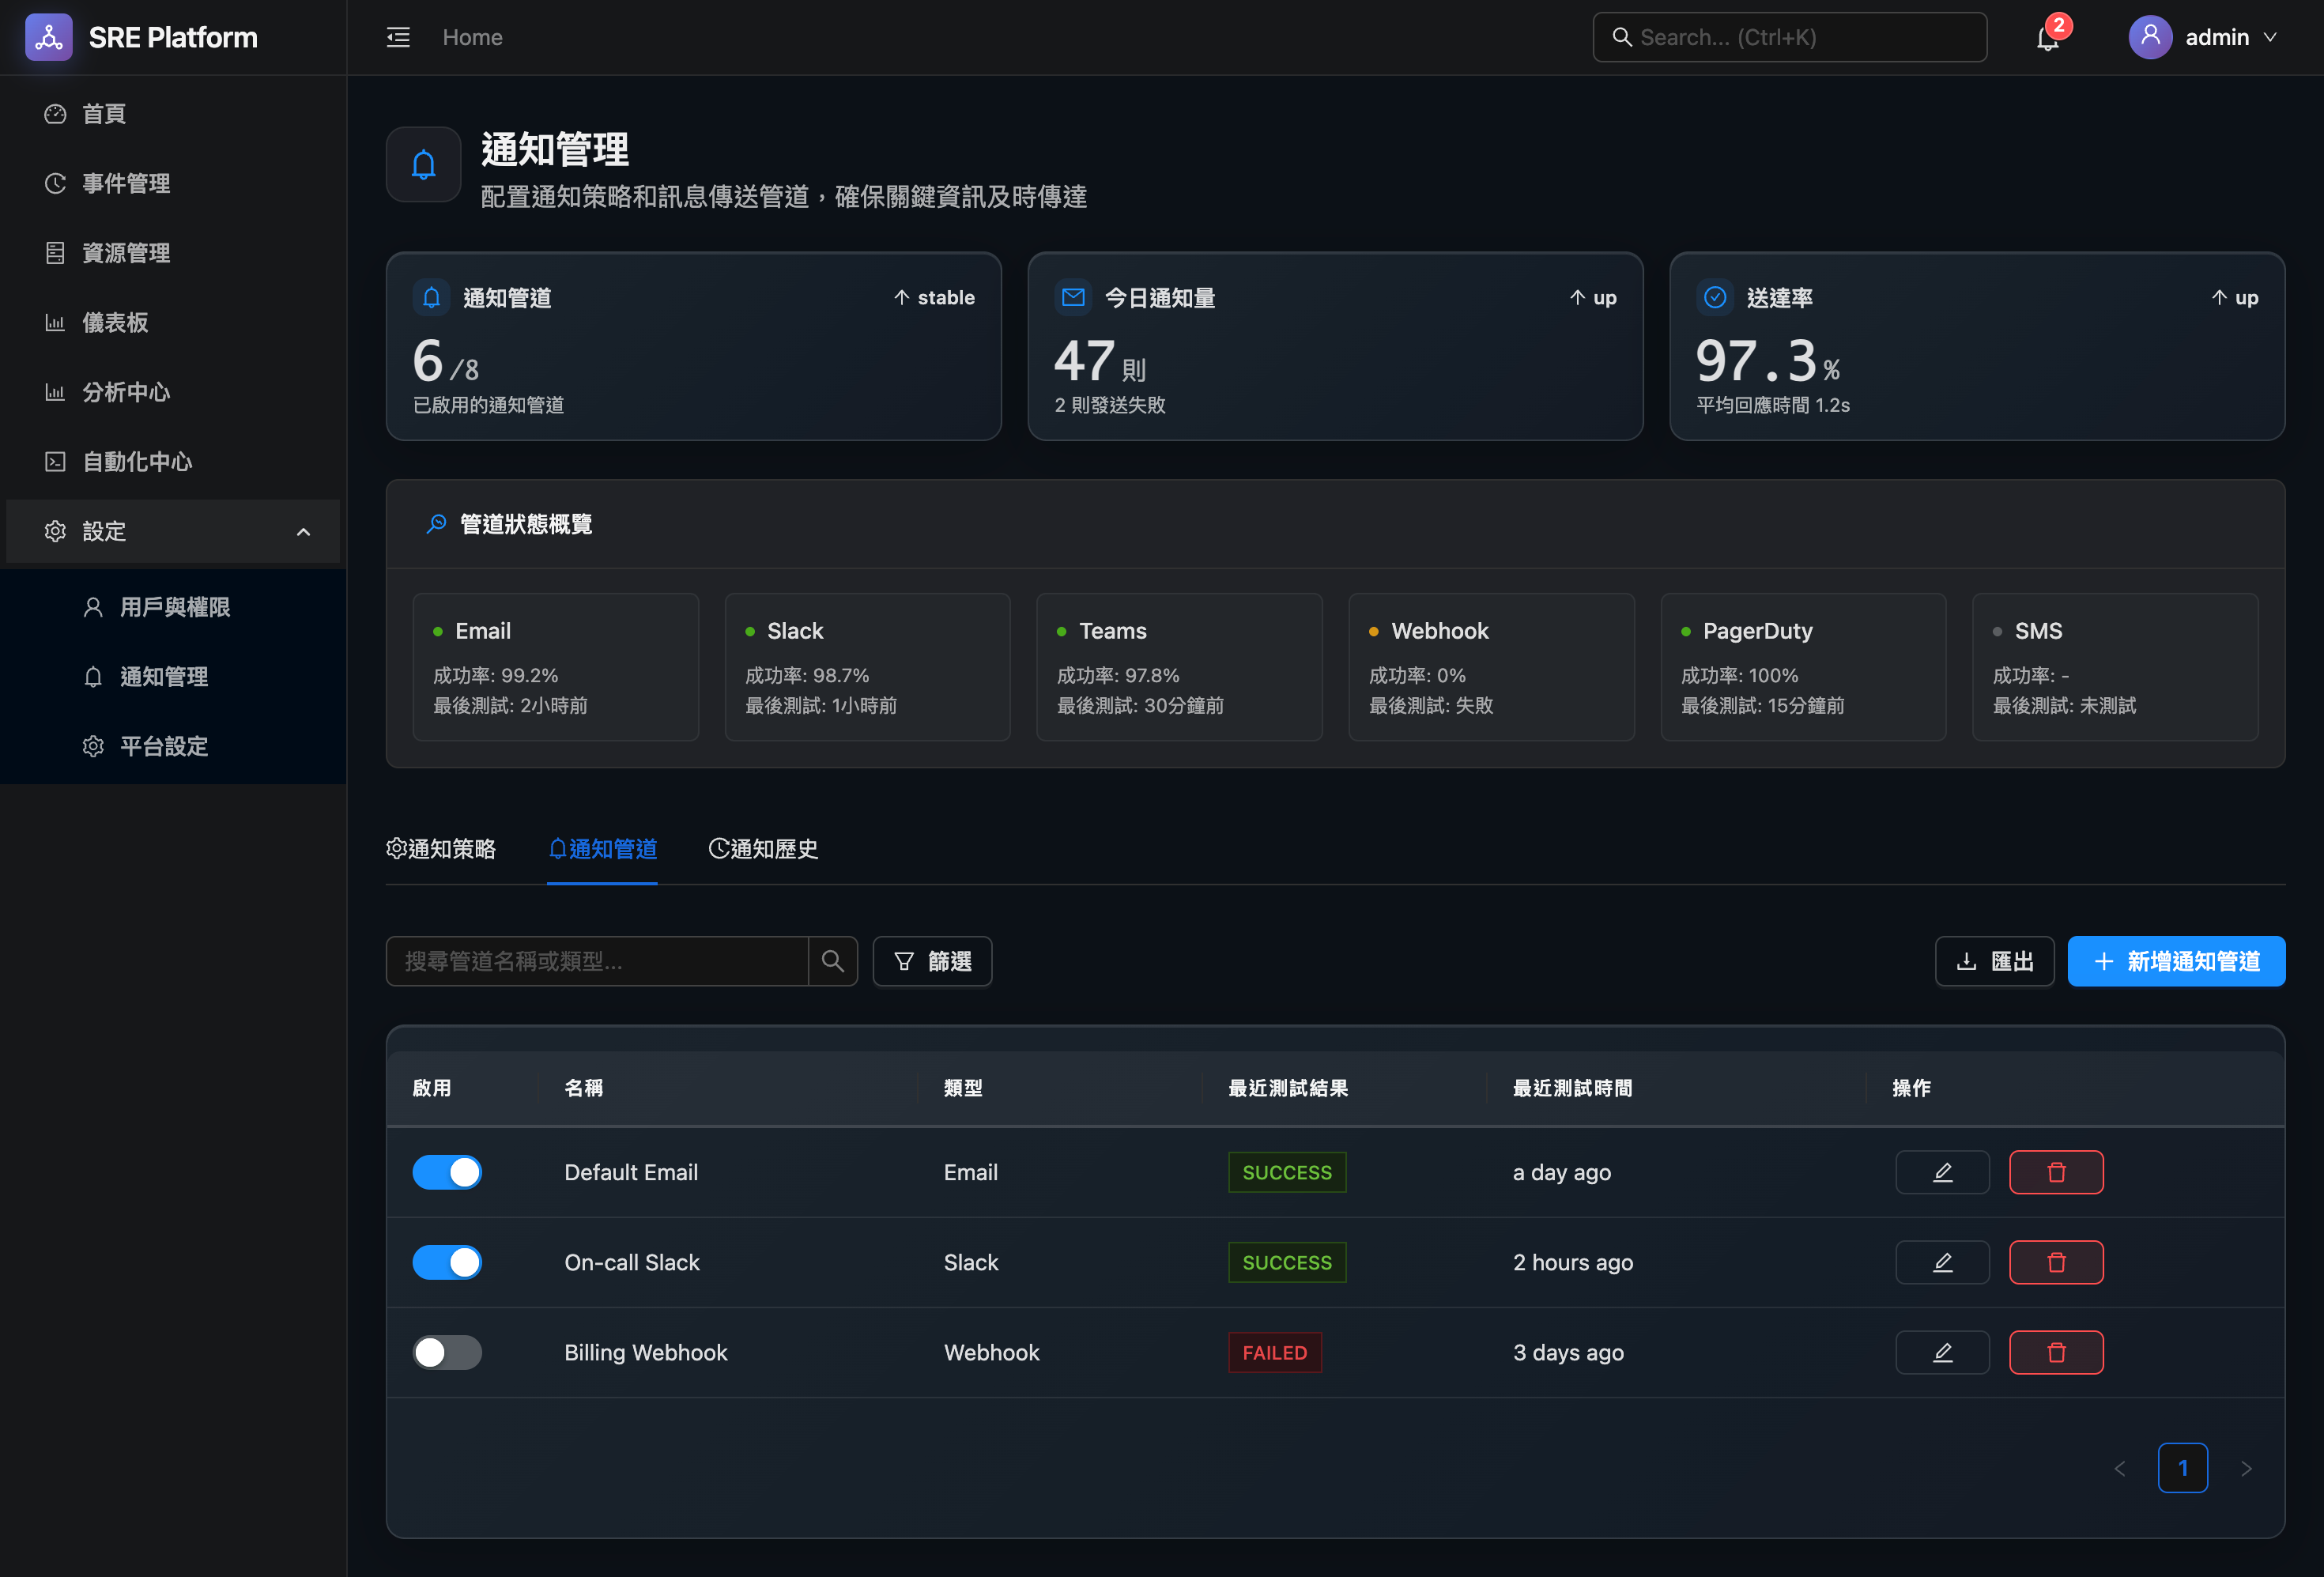 SRE Platform
Home
Search... (Ctrl+K)
2
admin
首頁
事件管理
資源管理
儀表板
分析中心
自動化中心
設定
用戶與權限
通知管理
平台設定
通知管理
配置通知策略和訊息傳送管道，確保關鍵資訊及時傳達
通知管道
stable
6 /8
已啟用的通知管道
今日通知量
up
47 則
2 則發送失敗
送達率
up
97.3 %
平均回應時間 1.2s
管道狀態概覽
Email
成功率: 99.2%
最後測試: 2小時前
Slack
成功率: 98.7%
最後測試: 1小時前
Teams
成功率: 97.8%
最後測試: 30分鐘前
Webhook
成功率: 0%
最後測試: 失敗
PagerDuty
成功率: 100%
最後測試: 15分鐘前
SMS
成功率: -
最後測試: 未測試
通知策略
通知管道
通知歷史
搜尋管道名稱或類型...
篩選
匯出
新增通知管道
啟用 名稱 類型 最近測試結果 最近測試時間 操作
Default Email Email SUCCESS a day ago
On-call Slack Slack SUCCESS 2 hours ago
Billing Webhook Webhook FAILED 3 days ago
1